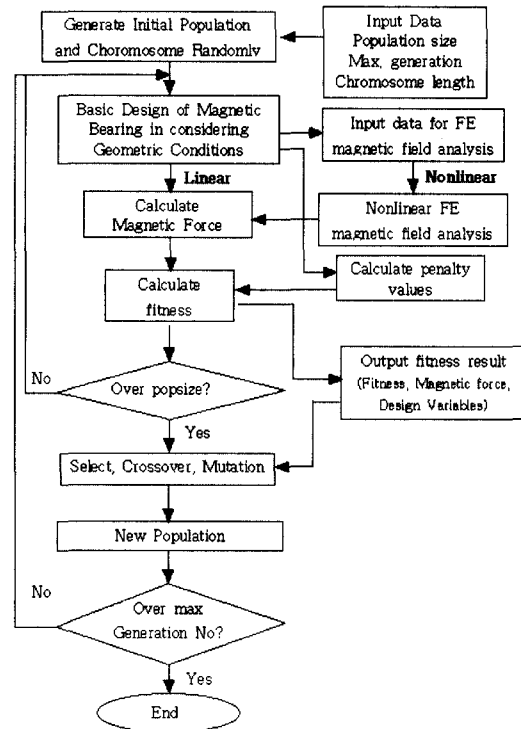 Generate Initial Population
and Choromosome Randomiv
Input Data
Population size
Max, generation
Chromosome length
Basic Design of Magnetic
Bearing in considering
Geometric Conditions
Input data for FE
magnetic field analysis
Linear
Nonlinear
Calculate
Magnetic Force
Nonlinear FE
magnetic field analysis
Calculate penalty
values
Calculate
fitness
Output fitness result
(Fitness, Magnetic force,
Design Variables)
No
Over popsize?
Yes
Select, Crossover, Mutation
New Population
No
Over max
Generation No?
Yes
End